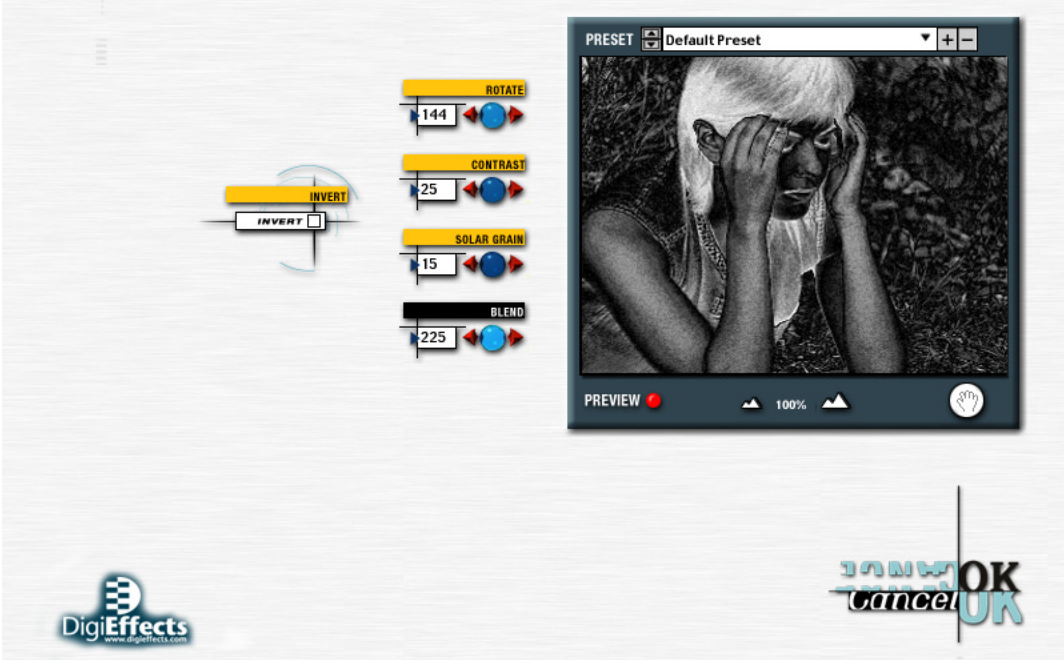 PRESET Default Preset + −
ROTATE
144
CONTRAST
25
INVERT
INVERT
SOLAR GRAIN
15
BLEND
225
PREVIEW 100%
OK
Cancel
DigiEffects
www.digieffects.com